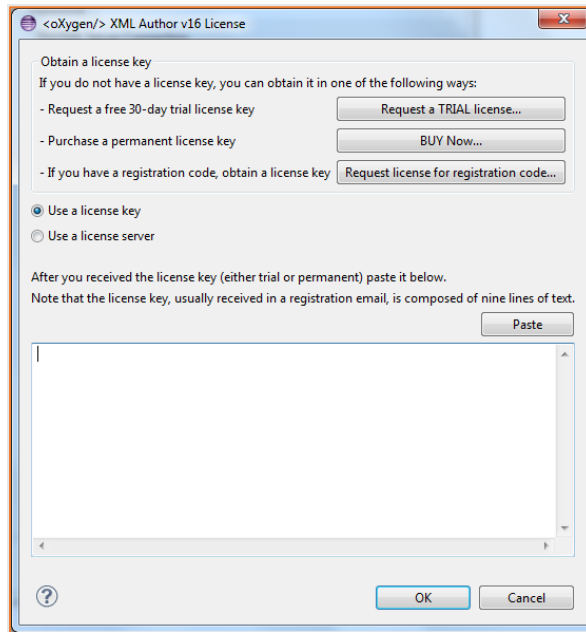 <oXygen/> XML Author v16 License
Obtain a license key
If you do not have a license key, you can obtain it in one of the following ways:
- Request a free 30-day trial license key
Request a TRIAL license...
- Purchase a permanent license key
BUY Now...
- If you have a registration code, obtain a license key
Request license for registration code...
Use a license key
Use a license server
After you received the license key (either trial or permanent) paste it below.
Note that the license key, usually received in a registration email, is composed of nine lines of text.
Paste
?
OK
Cancel